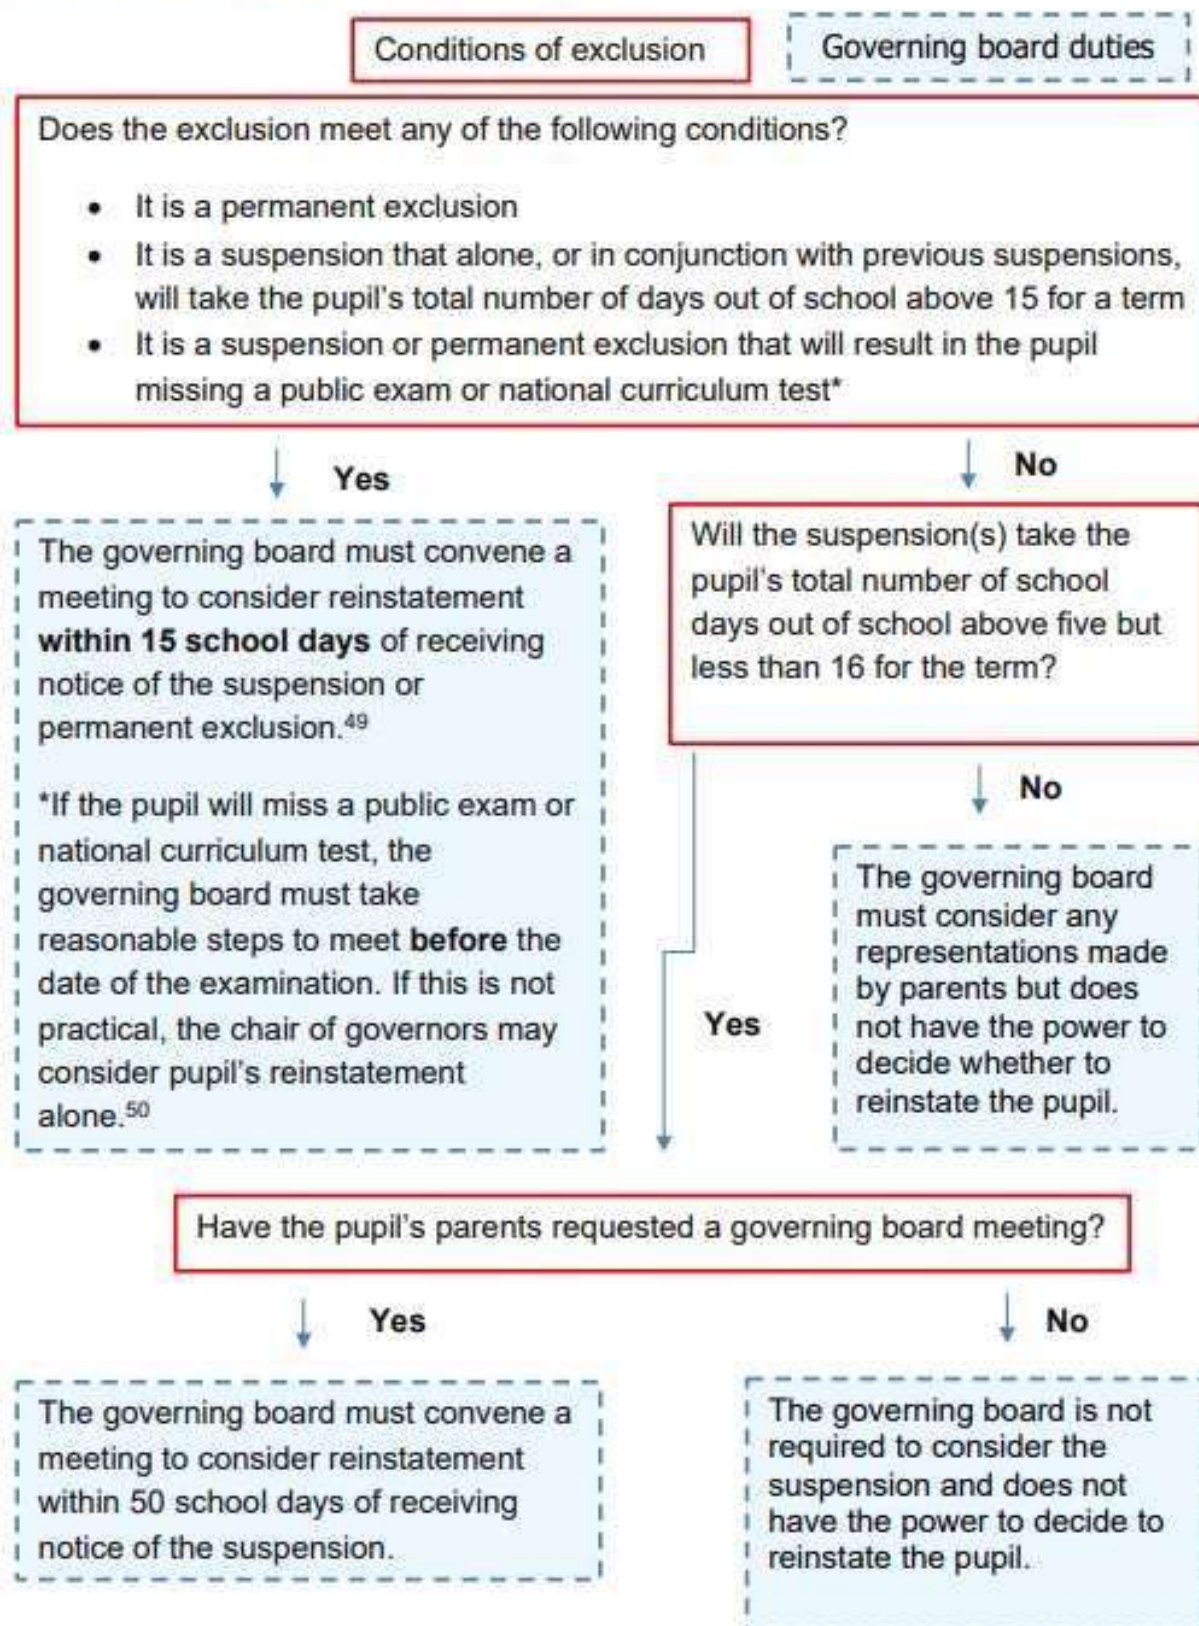 Conditions of exclusion
Governing board duties
Does the exclusion meet any of the following conditions?
• It is a permanent exclusion
• It is a suspension that alone, or in conjunction with previous suspensions,
will take the pupil's total number of days out of school above 15 for a term
• It is a suspension or permanent exclusion that will result in the pupil
missing a public exam or national curriculum test*
Yes
No
The governing board must convene a
meeting to consider reinstatement
within 15 school days of receiving
notice of the suspension or
permanent exclusion.49
*If the pupil will miss a public exam or
national curriculum test, the
governing board must take
reasonable steps to meet before the
date of the examination. If this is not
practical, the chair of governors may
consider pupil's reinstatement
alone.50
Will the suspension(s) take the
pupil's total number of school
days out of school above five but
less than 16 for the term?
No
The governing board
must consider any
representations made
by parents but does
not have the power to
decide whether to
reinstate the pupil.
Yes
Have the pupil's parents requested a governing board meeting?
Yes
No
The governing board must convene a
meeting to consider reinstatement
within 50 school days of receiving
notice of the suspension.
The governing board is not
required to consider the
suspension and does not
have the power to decide to
reinstate the pupil.